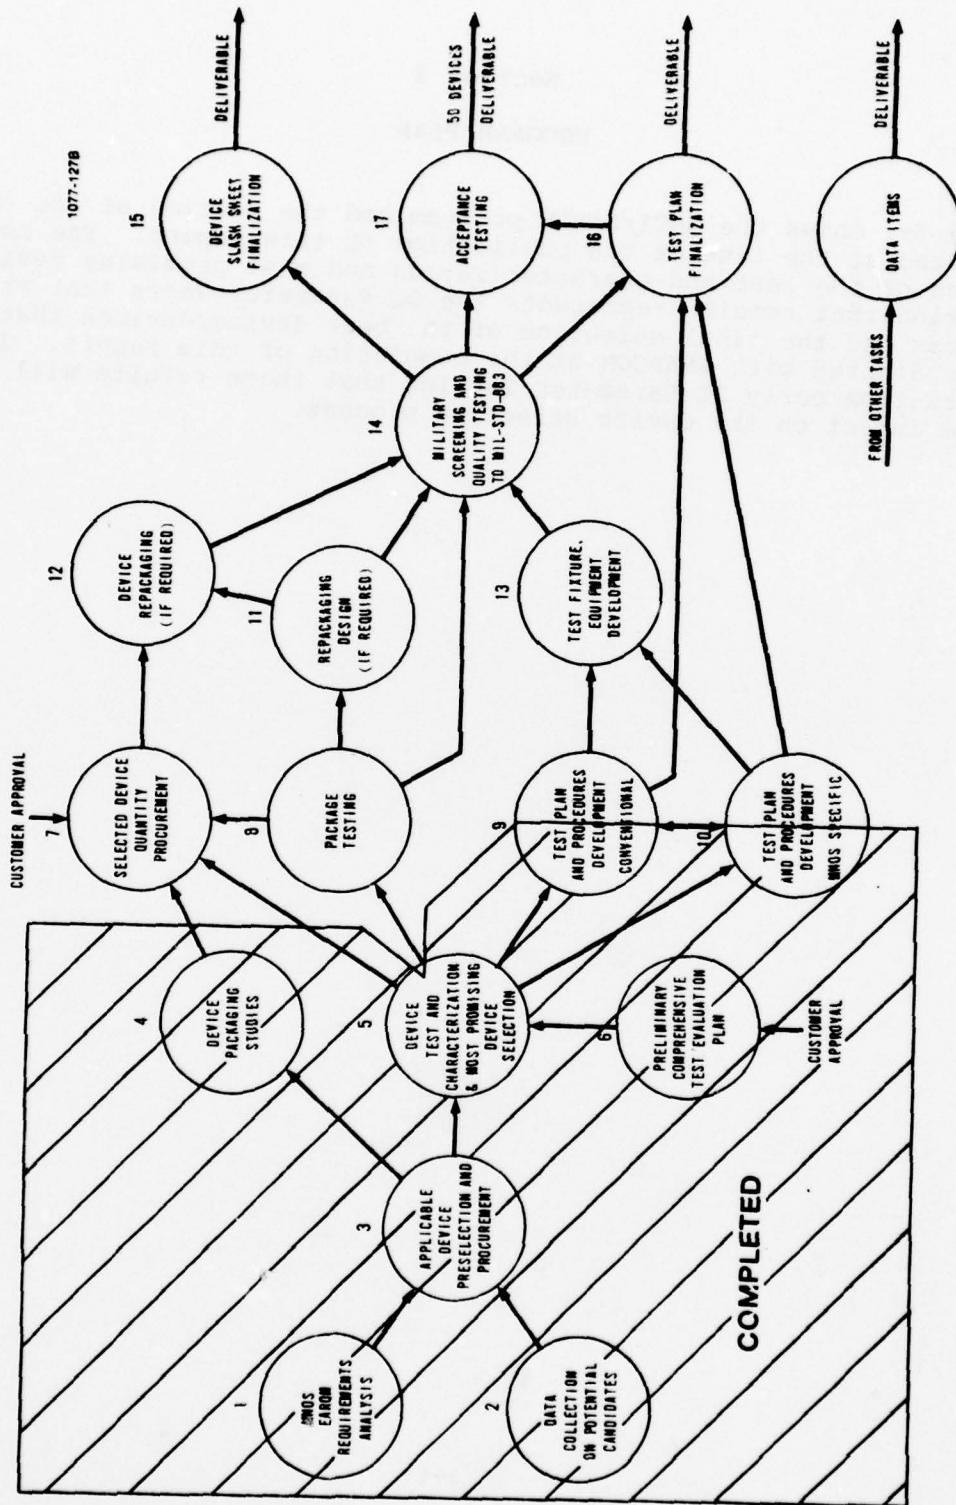 1077-127B
1
MNOS
EAROM
REQUIREMENTS
ANALYSIS
2
DATA
COLLECTION
ON POTENTIAL
CANDIDATES
3
APPLICABLE
DEVICE
PRESELECTION AND
PROCUREMENT
4
DEVICE
PACKAGING
STUDIES
5
DEVICE
TEST AND
CHARACTERIZATION
& MOST PROMISING
DEVICE
SELECTION
6
PRELIMINARY
COMPREHENSIVE
TEST/EVALUATION
PLAN
CUSTOMER
APPROVAL
COMPLETED
CUSTOMER APPROVAL
7
SELECTED DEVICE
QUANTITY
PROCUREMENT
8
PACKAGE
TESTING
9
TEST PLAN
AND PROCEDURES
DEVELOPMENT
CONVENTIONAL
10
TEST PLAN
AND PROCEDURES
DEVELOPMENT
MNOS SPECIFIC
11
REPACKAGING
DESIGN
(IF REQUIRED)
12
DEVICE
REPACKAGING
(IF REQUIRED)
13
TEST FIXTURE,
EQUIPMENT
DEVELOPMENT
14
MILITARY
SCREENING AND
QUALITY TESTING
TO MIL-STD-883
15
DEVICE
SLASH SHEET
FINALIZATION
DELIVERABLE
17
ACCEPTANCE
TESTING
50 DEVICES
DELIVERABLE
16
TEST PLAN
FINALIZATION
DELIVERABLE
FROM OTHER TASKS
DATA ITEMS
DELIVERABLE